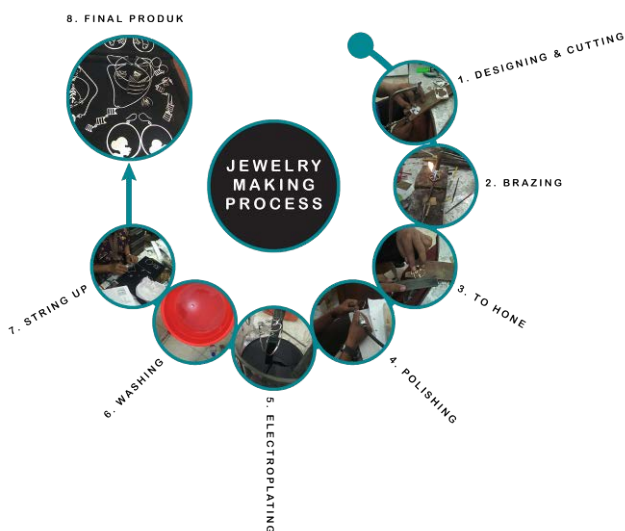 8. FINAL PRODUK
1. DESIGNING & CUTTING
JEWELRY
MAKING
PROCESS
2. BRAZING
3. TO HONE
4. POLISHING
5. ELECTROPLATING
6. WASHING
7. STRING UP